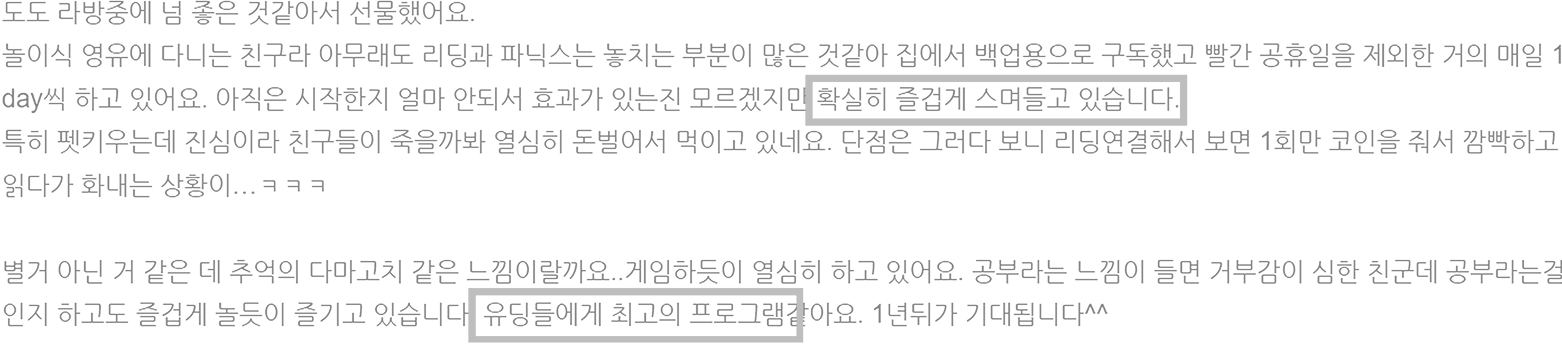 도도 라방중에 넘 좋은 것같아서 선물했어요.
놀이식 영유에 다니는 친구라 아무래도 리딩과 파닉스는 놓치는 부분이 많은 것같아 집에서 백업용으로 구독했고 빨간 공휴일을 제외한 거의 매일 1
day씩 하고 있어요. 아직은 시작한지 얼마 안되서 효과가 있는진 모르겠지만 확실히 즐겁게 스며들고 있습니다.
특히 펫키우는데 진심이라 친구들이 죽을까봐 열심히 돈벌어서 먹이고 있네요. 단점은 그러다 보니 리딩연결해서 보면 1회만 코인을 줘서 깜빡하고
읽다가 화내는 상황이...ㅋㅋㅋ
별거 아닌 거 같은 데 추억의 다마고치 같은 느낌이랄까요..게임하듯이 열심히 하고 있어요. 공부라는 느낌이 들면 거부감이 심한 친군데 공부라는걸
인지 하고도 즐겁게 놀듯이 즐기고 있습니다 유딩들에게 최고의 프로그램같아요. 1년뒤가 기대됩니다^^